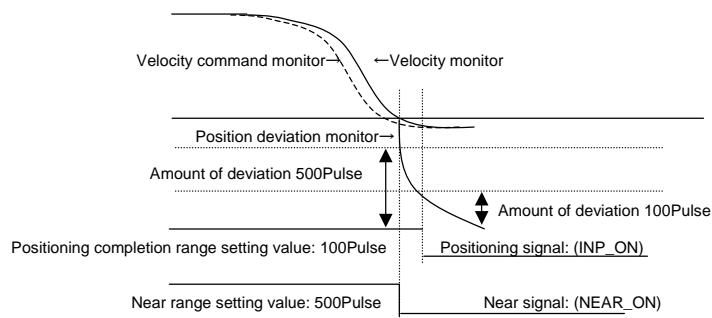 Velocity command monitor→ ←Velocity monitor
Position deviation monitor→
Amount of deviation 500Pulse
Amount of deviation 100Pulse
Positioning completion range setting value: 100Pulse Positioning signal: (INP_ON)
Near range setting value: 500Pulse Near signal: (NEAR_ON)